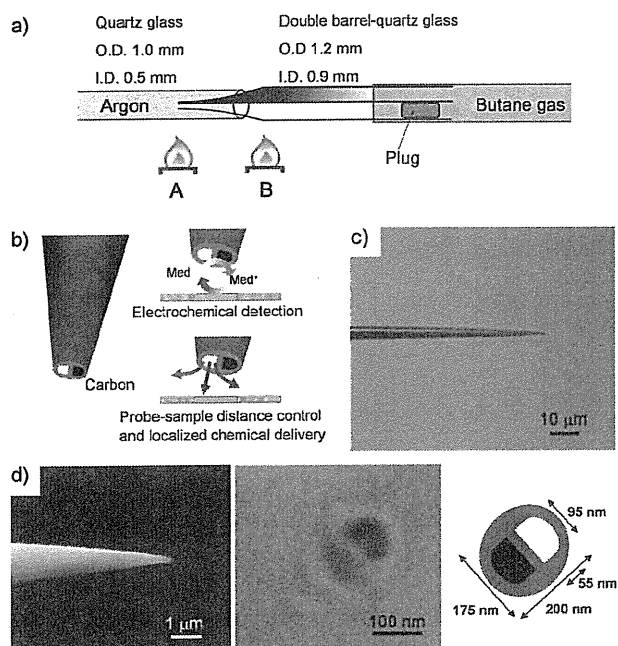 a)
Quartz glass
O.D. 1.0 mm
I.D. 0.5 mm
Double barrel-quartz glass
O.D 1.2 mm
I.D. 0.9 mm
Argon
Butane gas
Plug
A
B
b)
Med
Med*
Electrochemical detection
Carbon
Probe-sample distance control
and localized chemical delivery
c)
10 μm
d)
1 μm
100 nm
95 nm
55 nm
175 nm
200 nm